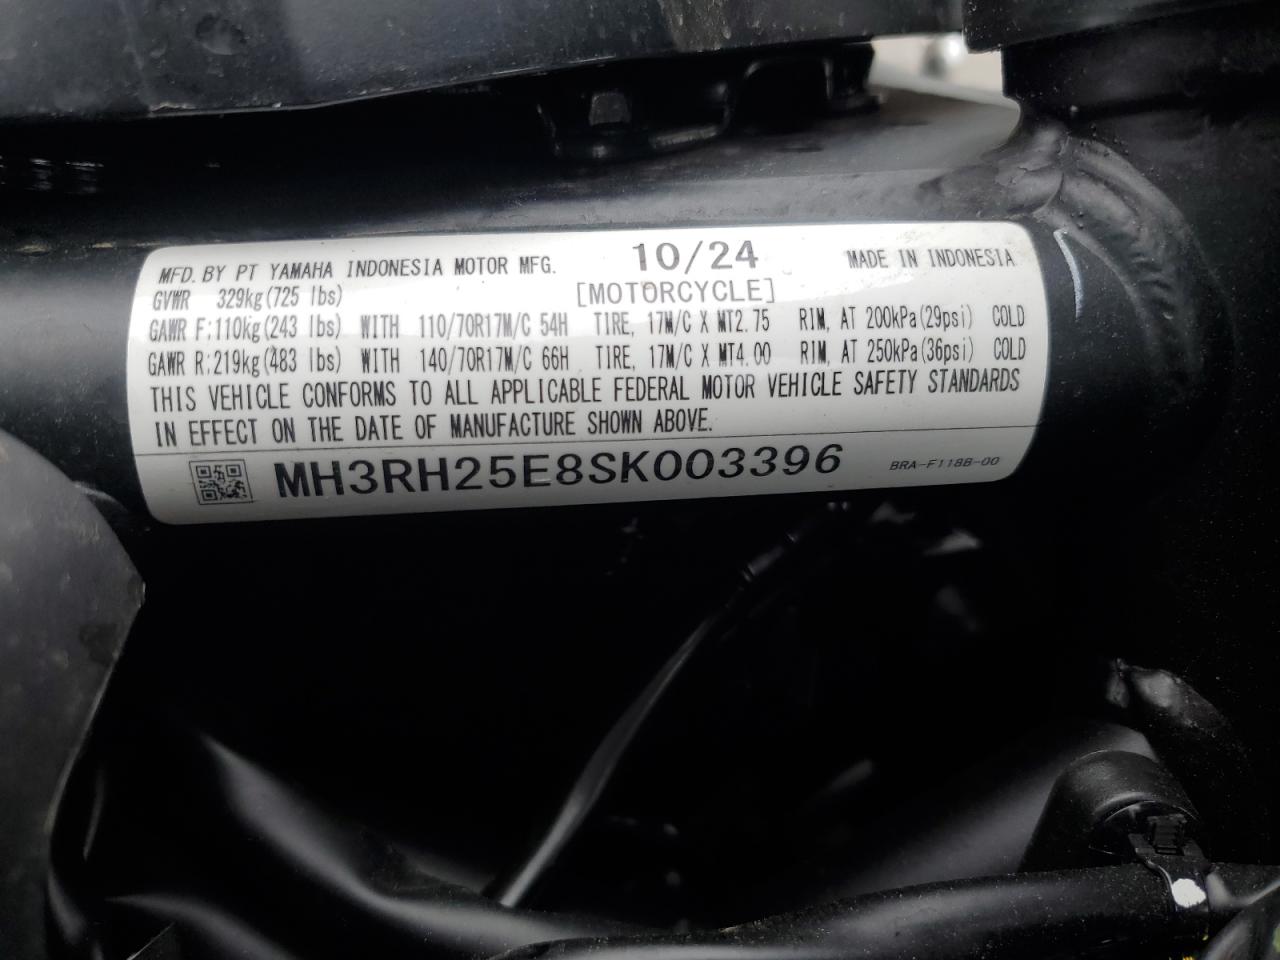 MFD. BY PT YAMAHA INDONESIA MOTOR MFG. 10/24 MADE IN INDONESIA
GVWR 329kg(725 lbs) [MOTORCYCLE]
GAWR F:110kg(243 lbs) WITH 110/70R17M/C 54H TIRE, 17M/C X MT2.75 RIM, AT 200kPa(29psi) COLD
GAWR R:219kg(483 lbs) WITH 140/70R17M/C 66H TIRE, 17M/C X MT4.00 RIM, AT 250kPa(36psi) COLD
THIS VEHICLE CONFORMS TO ALL APPLICABLE FEDERAL MOTOR VEHICLE SAFETY STANDARDS
IN EFFECT ON THE DATE OF MANUFACTURE SHOWN ABOVE.
MH3RH25E8SK003396 BRA-F118B-00